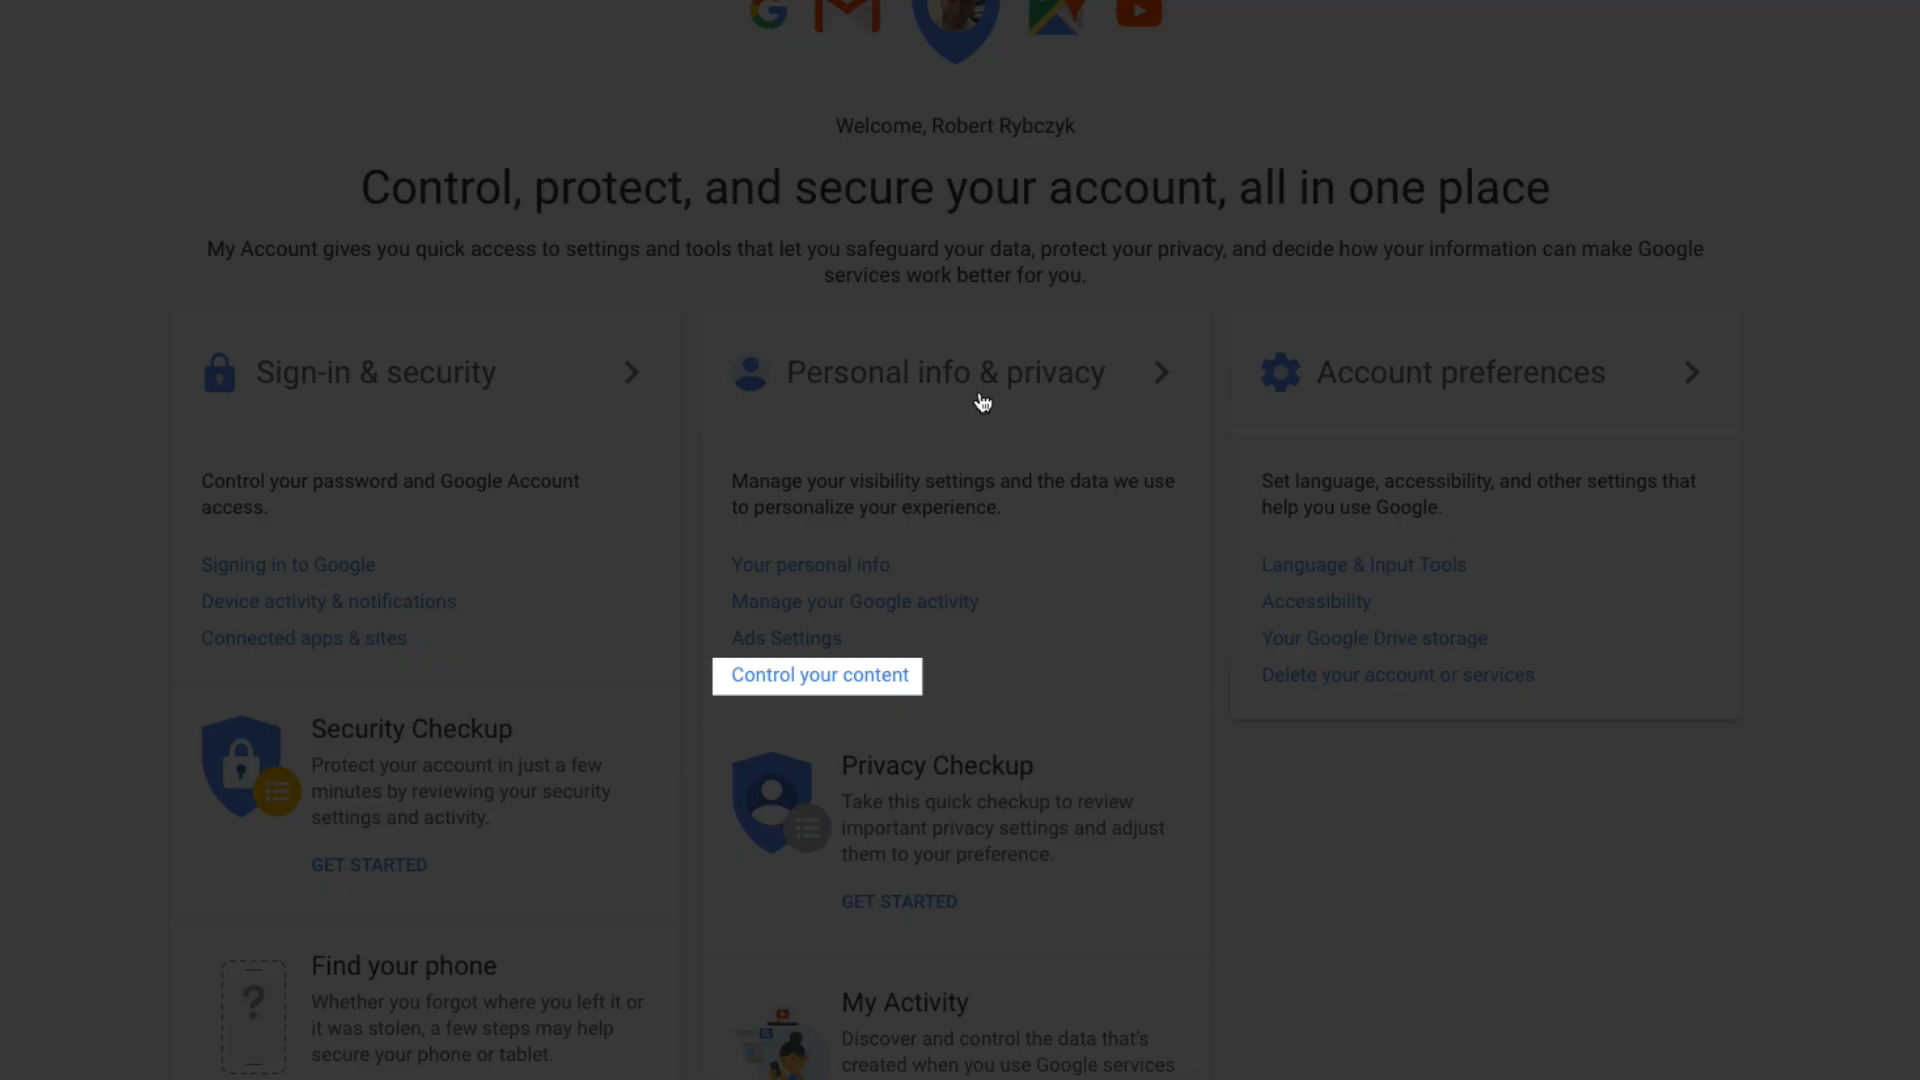 Welcome, Robert Rybczyk
Control, protect, and secure your account, all in one place
My Account gives you quick access to settings and tools that let you safeguard your data, protect your privacy, and decide how your information can make Google
services work better for you.
Sign-in & security
Control your password and Google Account
access.
Signing in to Google
Device activity & notifications
Connected apps & sites
Security Checkup
Protect your account in just a few
minutes by reviewing your security
settings and activity.
GET STARTED
Find your phone
Whether you forgot where you left it or
it was stolen, a few steps may help
secure your phone or tablet.
Personal info & privacy
Manage your visibility settings and the data we use
to personalize your experience.
Your personal info
Manage your Google activity
Ads Settings
Control your content
Privacy Checkup
Take this quick checkup to review
important privacy settings and adjust
them to your preference.
GET STARTED
My Activity
Discover and control the data that's
created when you use Google services
Account preferences
Set language, accessibility, and other settings that
help you use Google.
Language & Input Tools
Accessibility
Your Google Drive storage
Delete your account or services